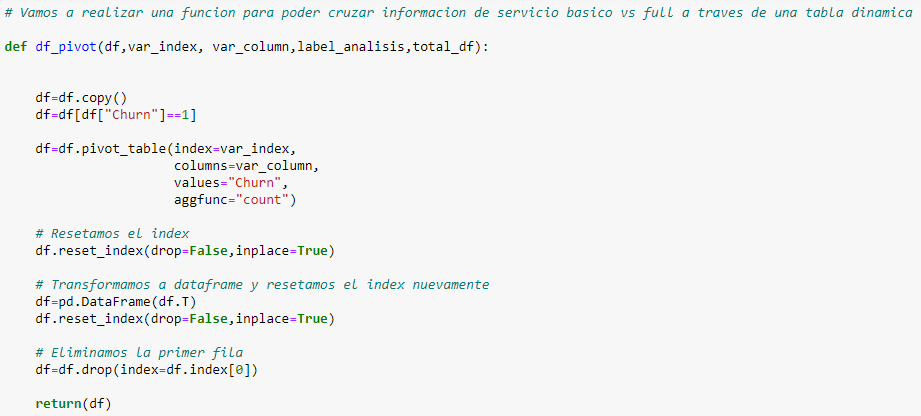 # Vamos a realizar una funcion para poder cruzar informacion de servicio basico vs full a traves de una tabla dinamica
def df_pivot(df,var_index, var_column,label_analisis,total_df):
df=df.copy()
df=df[df["Churn"]==1]
df=df.pivot_table(index=var_index,
columns=var_column,
values="Churn",
aggfunc="count")
# Resetamos el index
df.reset_index(drop=False,inplace=True)
# Transformamos a dataframe y resetamos el index nuevamente
df=pd.DataFrame(df.T)
df.reset_index(drop=False,inplace=True)
# Eliminamos la primer fila
df=df.drop(index=df.index[0])
return(df)